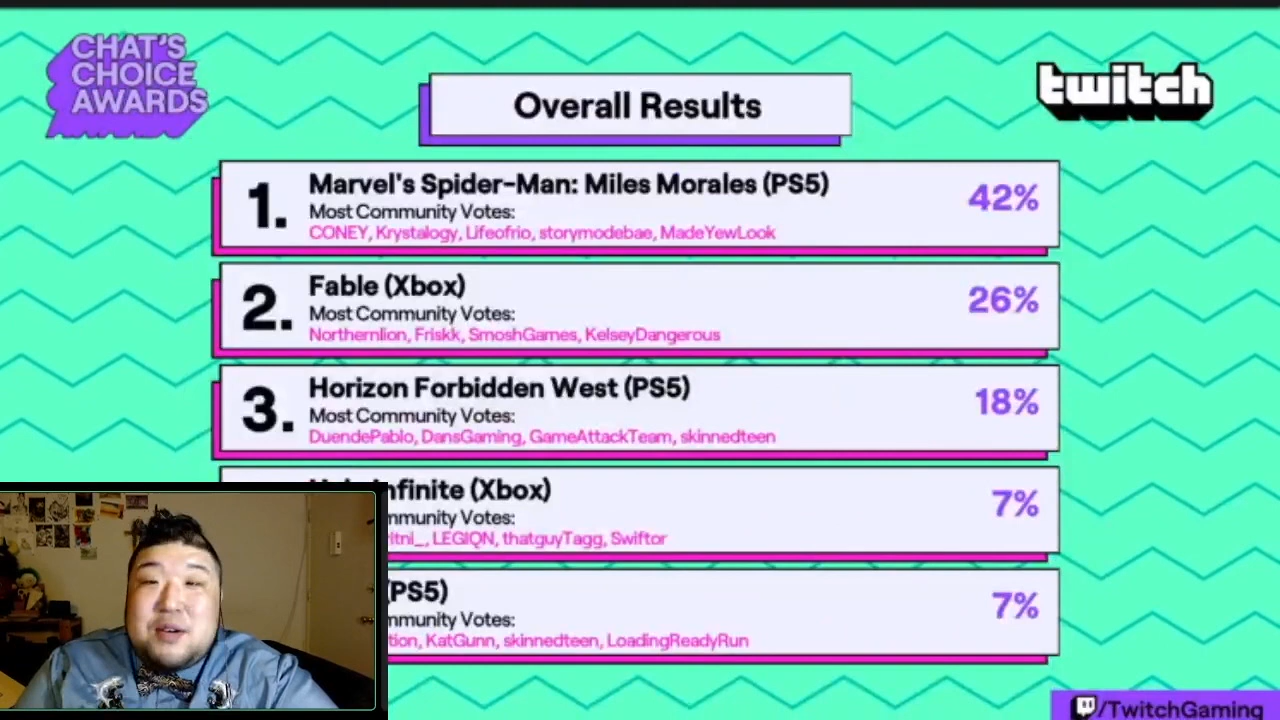 CHAT'S
CHOICE
AWARDS
twitch
Overall Results
1.
Marvel's Spider-Man: Miles Morales (PS5)
42%
Most Community Votes:
CONEY, Krystalogy, Lifeofrio, storymodebae, MadeYewLook
2.
Fable (Xbox)
26%
Most Community Votes:
Northernlion, Friskk, SmoshGames, KelseyDangerous
3.
Horizon Forbidden West (PS5)
18%
Most Community Votes:
DuendePablo, DansGaming, GameAttackTeam, skinnedteen
Infinite (Xbox)
7%
Votes:
LEGIQN, thatguyTagg, Swiftor
(PS5)
7%
Votes:
KatGunn, skinnedteen, LoadingReadyRun
/TwitchGaming